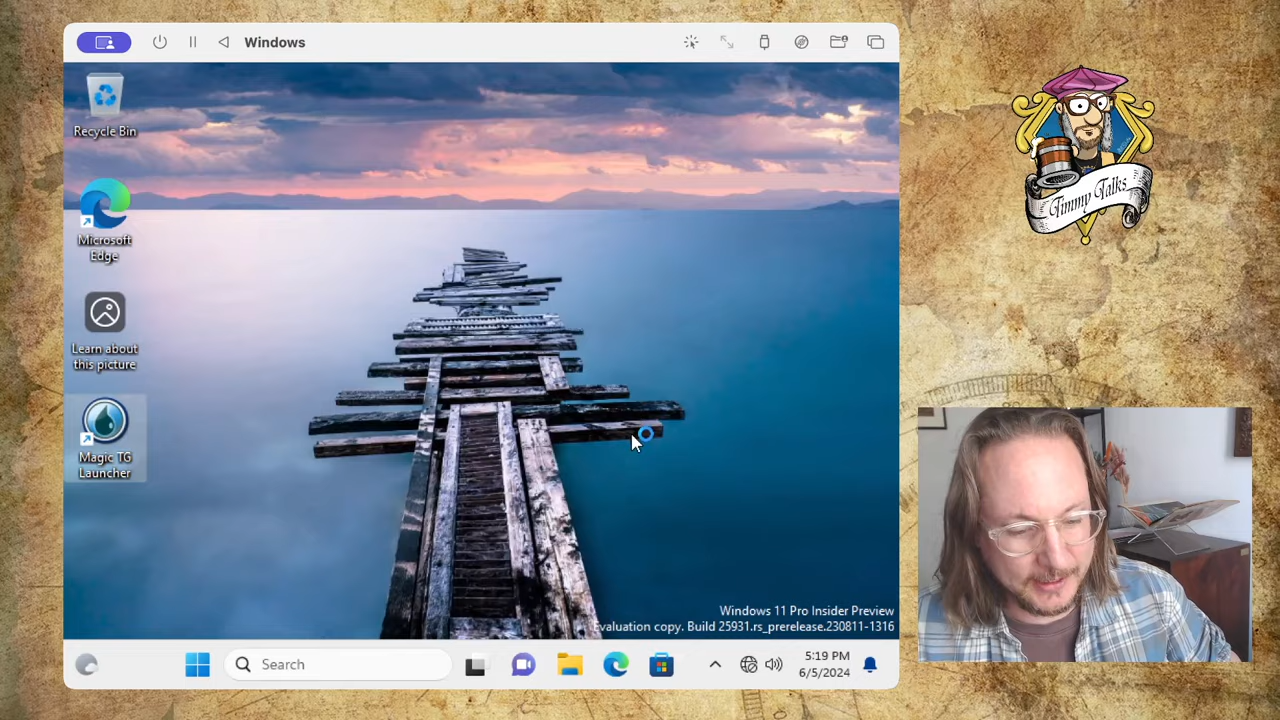 Windows
Recycle Bin
Microsoft
Edge
Learn about
this picture
Magic TG
Launcher
Timmy Talks
Windows 11 Pro Insider Preview
Evaluation copy. Build 25931.rs_prerelease.230811-1316
Search
5:19 PM
6/5/2024